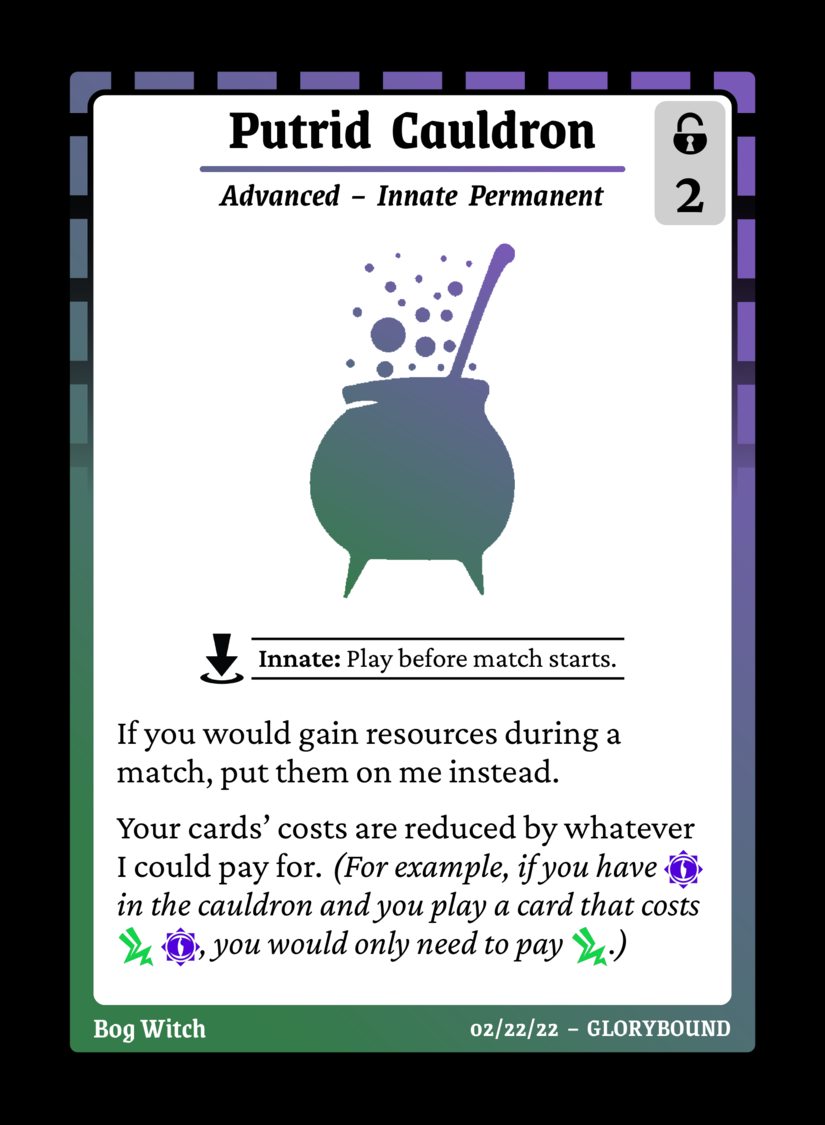 Putrid Cauldron
2
Advanced – Innate Permanent
Innate: Play before match starts.
If you would gain resources during a
match, put them on me instead.
Your cards’ costs are reduced by whatever
I could pay for. (For example, if you have
in the cauldron and you play a card that costs
, you would only need to pay .)
Bog Witch
02/22/22 – GLORYBOUND